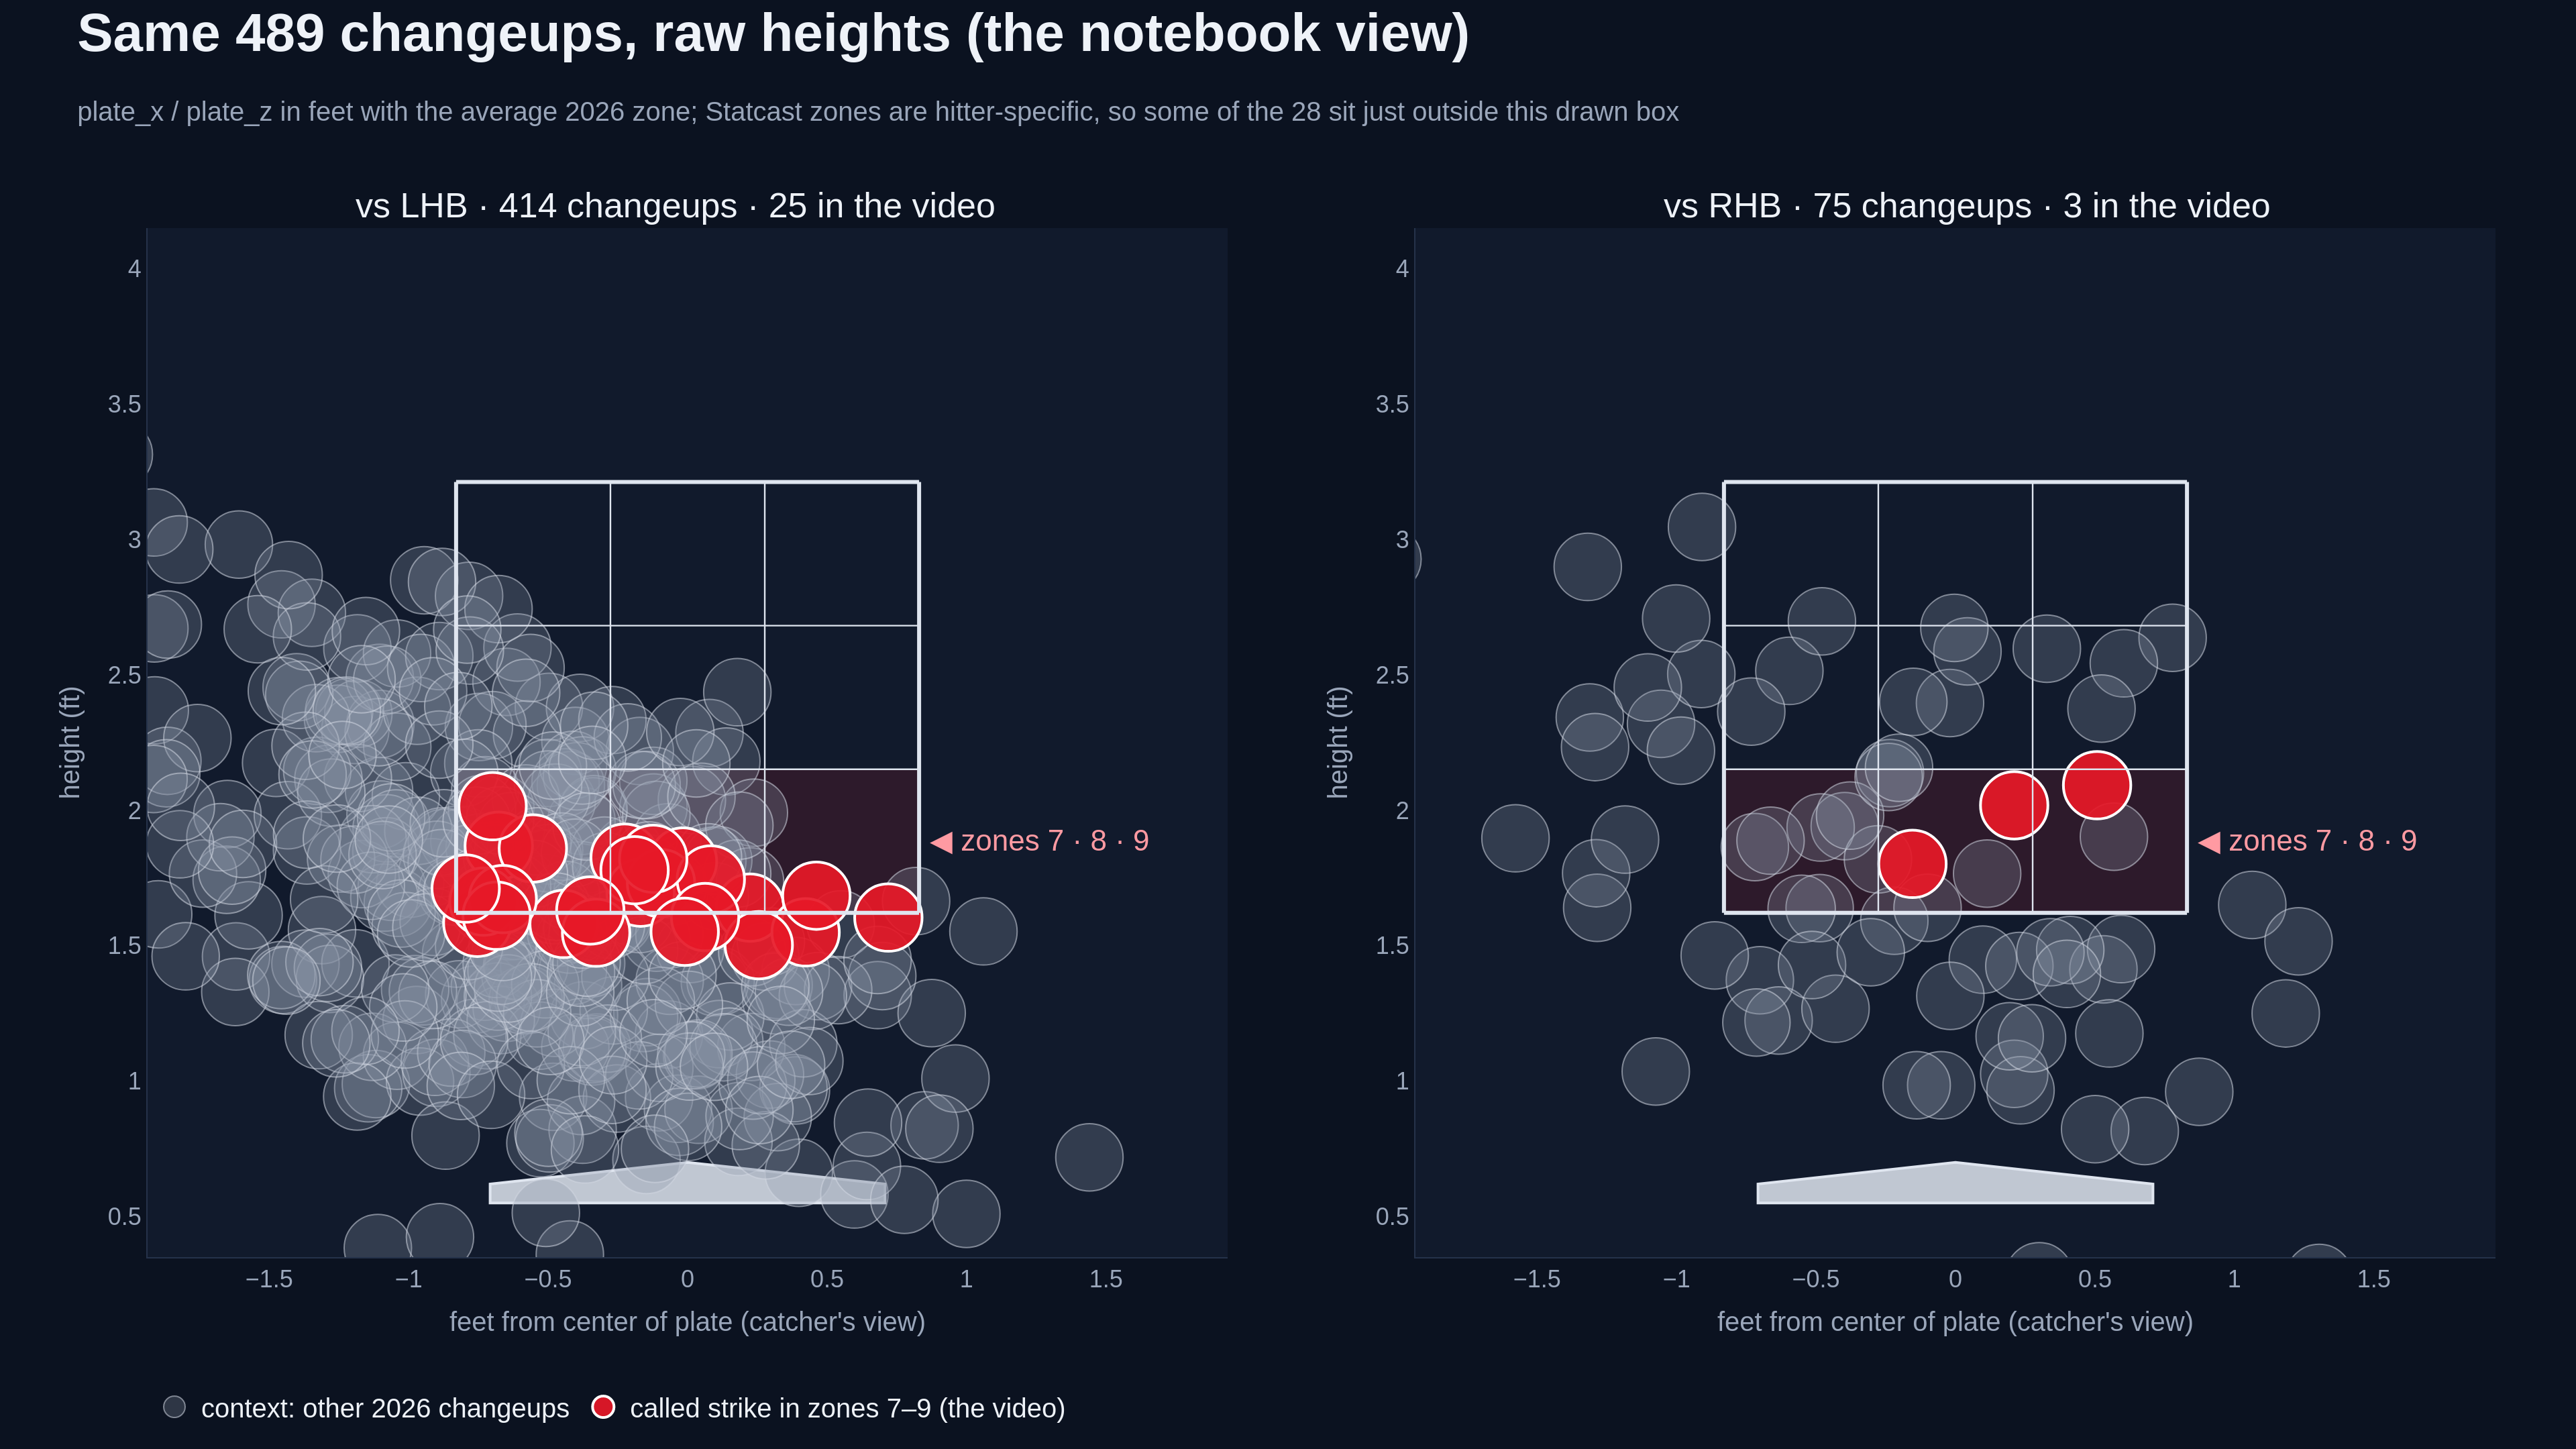 Same 489 changeups, raw heights (the notebook view)
plate_x / plate_z in feet with the average 2026 zone; Statcast zones are hitter-specific, so some of the 28 sit just outside this drawn box
vs LHB · 414 changeups · 25 in the video
4
3.5
3
2.5
2
1.5
1
0.5
height (ft)
◀ zones 7 · 8 · 9
−1.5
−1
−0.5
0
0.5
1
1.5
feet from center of plate (catcher's view)
vs RHB · 75 changeups · 3 in the video
4
3.5
3
2.5
2
1.5
1
0.5
height (ft)
◀ zones 7 · 8 · 9
−1.5
−1
−0.5
0
0.5
1
1.5
feet from center of plate (catcher's view)
context: other 2026 changeups
called strike in zones 7–9 (the video)